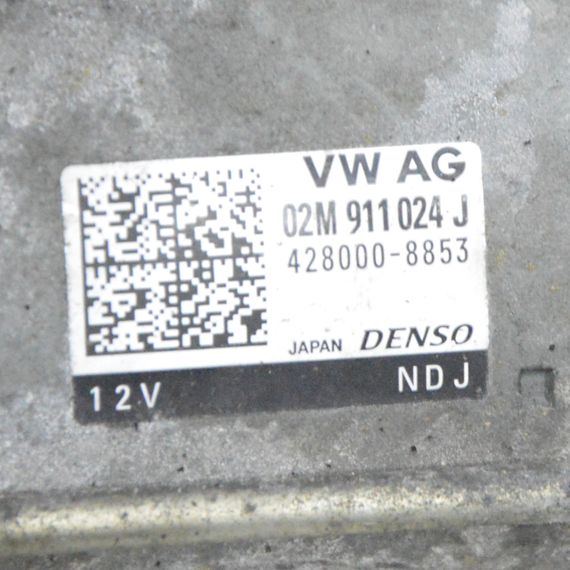 VW AG
02M 911 024 J
428000-8853
JAPAN DENSO
12V NDJ